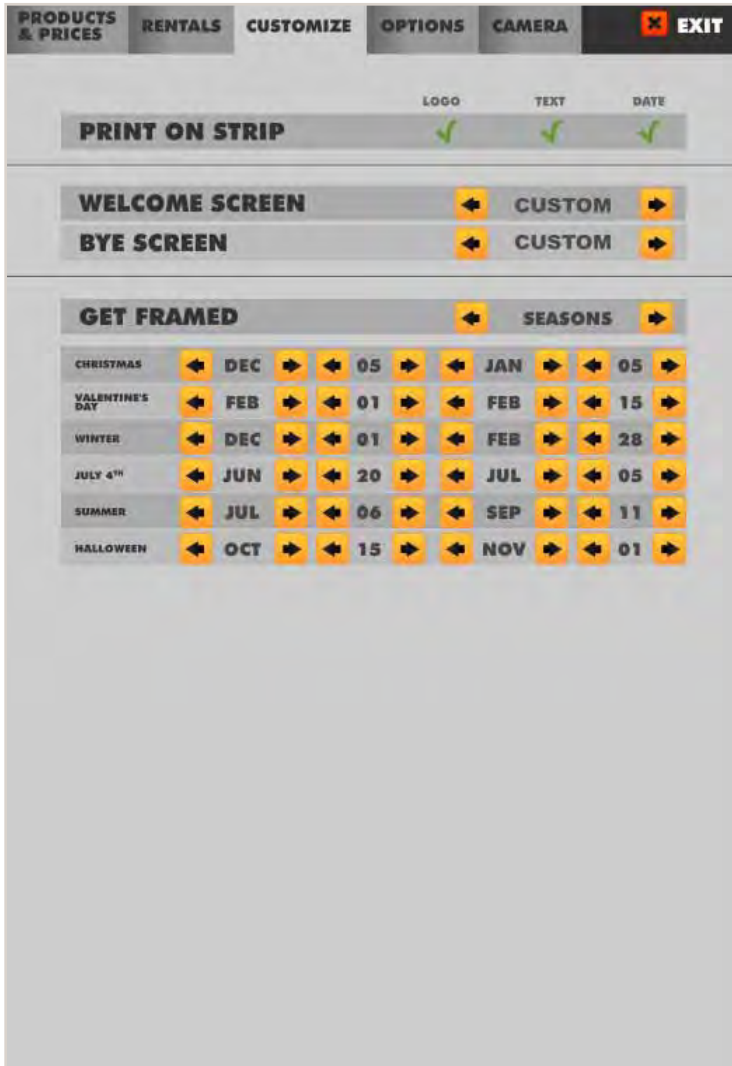 PRODUCTS & PRICES RENTALS CUSTOMIZE OPTIONS CAMERA EXIT
LOGO TEXT DATE
PRINT ON STRIP
WELCOME SCREEN CUSTOM
BYE SCREEN CUSTOM
GET FRAMED SEASONS
CHRISTMAS DEC 05 JAN 05
VALENTINE'S DAY FEB 01 FEB 15
WINTER DEC 01 FEB 28
JULY 4TH JUN 20 JUL 05
SUMMER JUL 06 SEP 11
HALLOWEEN OCT 15 NOV 01